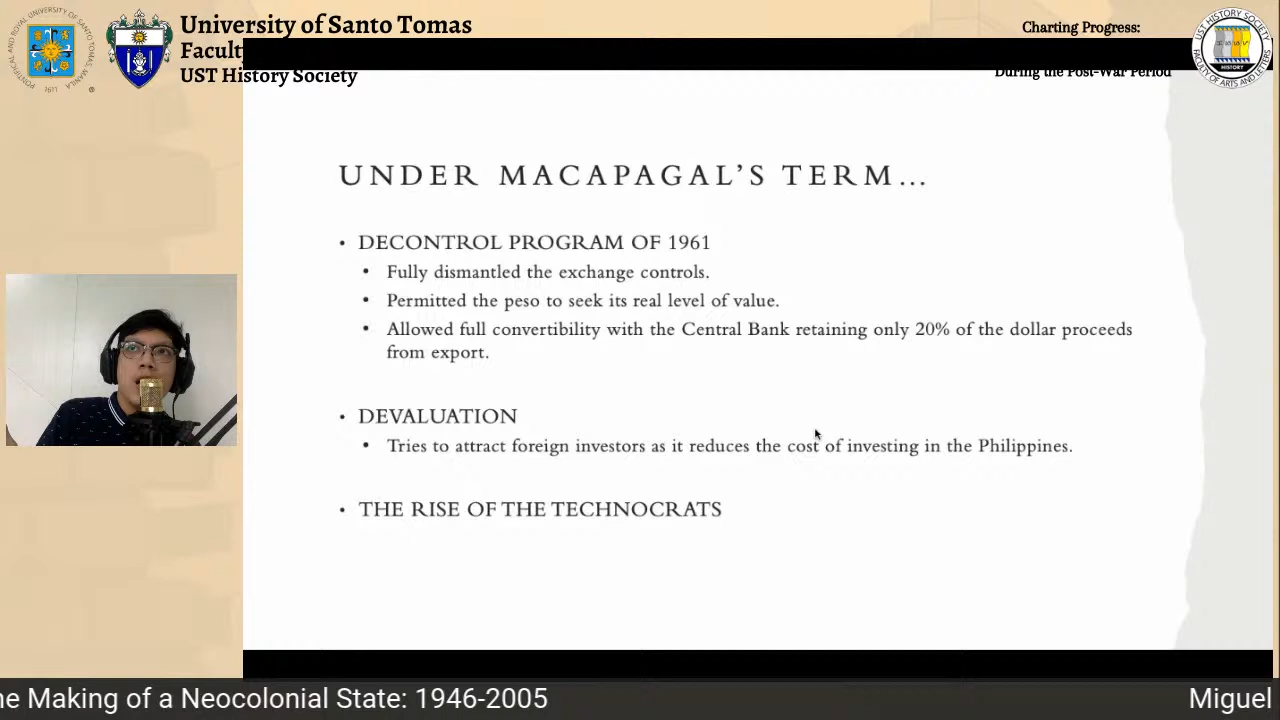 University of Santo Tomas
Faculty
UST History Society
Charting Progress:
During the Post-War Period
1611
HISTORY
UNDER MACAPAGAL'S TERM...
• DECONTROL PROGRAM OF 1961
• Fully dismantled the exchange controls.
• Permitted the peso to seek its real level of value.
• Allowed full convertibility with the Central Bank retaining only 20% of the dollar proceeds
from export.
• DEVALUATION
• Tries to attract foreign investors as it reduces the cost of investing in the Philippines.
• THE RISE OF THE TECHNOCRATS
he Making of a Neocolonial State: 1946-2005
Miguel